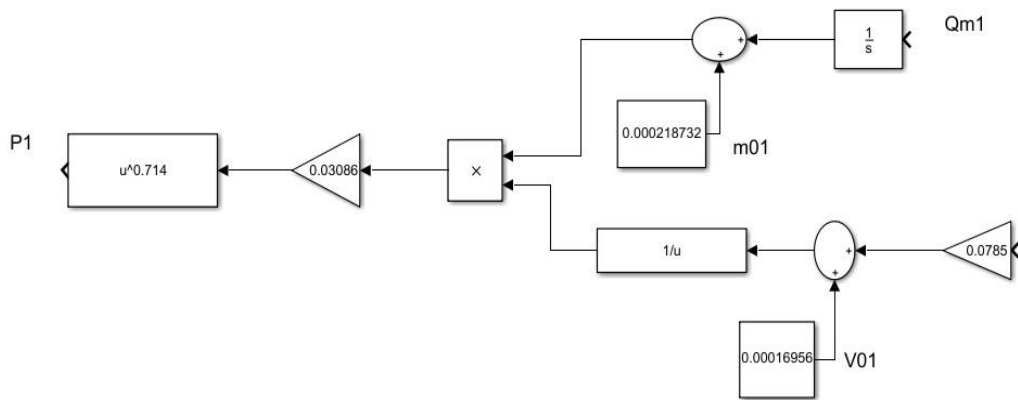 Qm1
1
s
+
+
0.000218732
m01
P1
u^0.714
0.03086
×
1/u
+
+
0.0785
0.00016956
V01